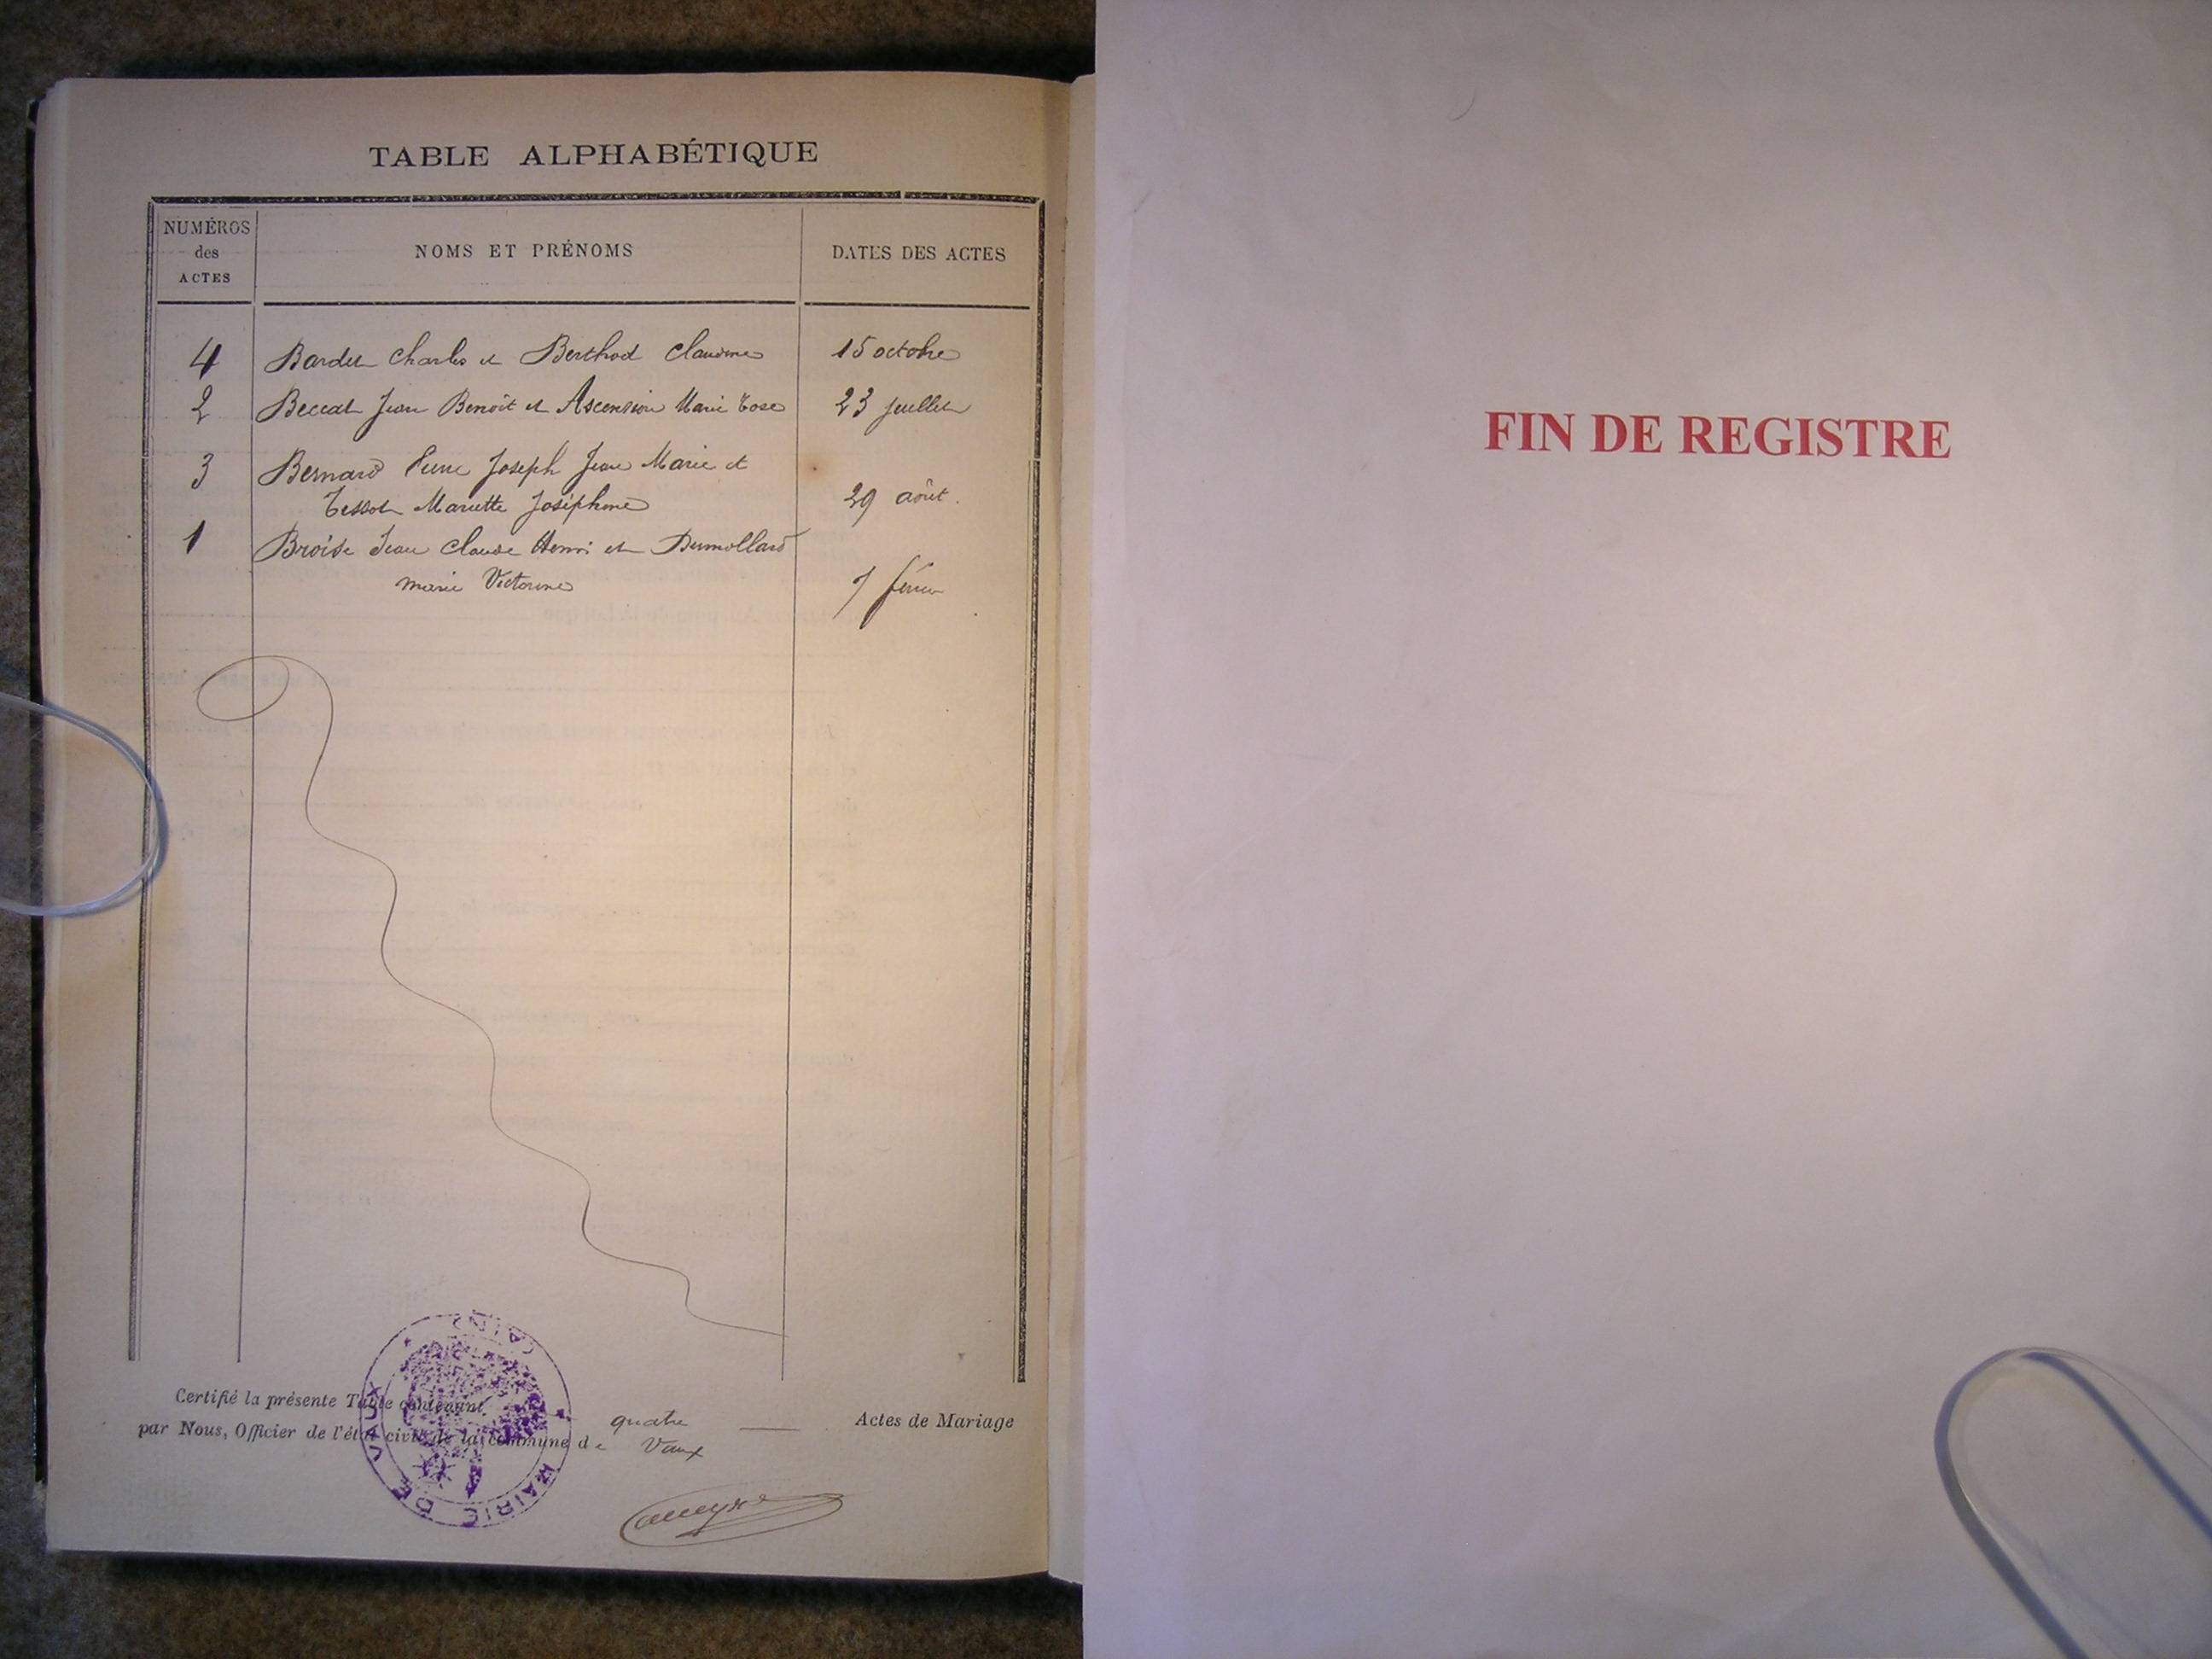 TABLE ALPHABÉTIQUE
NUMÉROS des ACTES
NOMS ET PRÉNOMS
DATES DES ACTES
4 Bardet Charles et Berthod Claudine 15 octobre
2 Beccat Jean Benoît et Ascension Marie 23 juillet
3 Bernard Joseph Jean Marie et
Tissot Mariette Joséphine 29 août.
1 Broise Jean Claude Henri et Dumollard
marie Victorine 7 février
Certifié la présente Table contenant quatre Actes de Mariage
par Nous, Officier de l'état civil de la commune de Vaux
MAIRIE DE VAUX
(AIN)
FIN DE REGISTRE